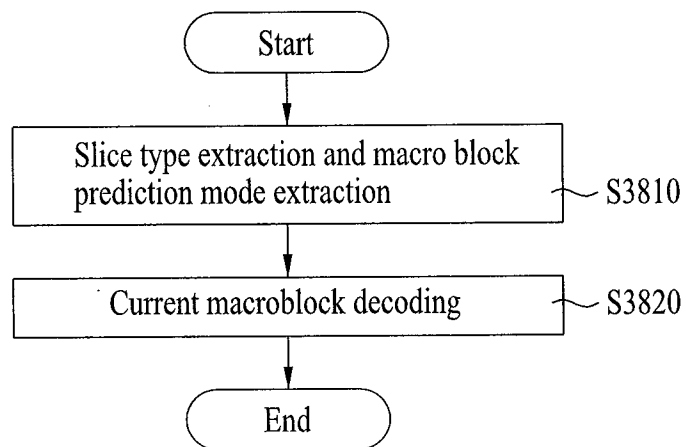 Start
Slice type extraction and macro block
prediction mode extraction
S3810
Current macroblock decoding
S3820
End